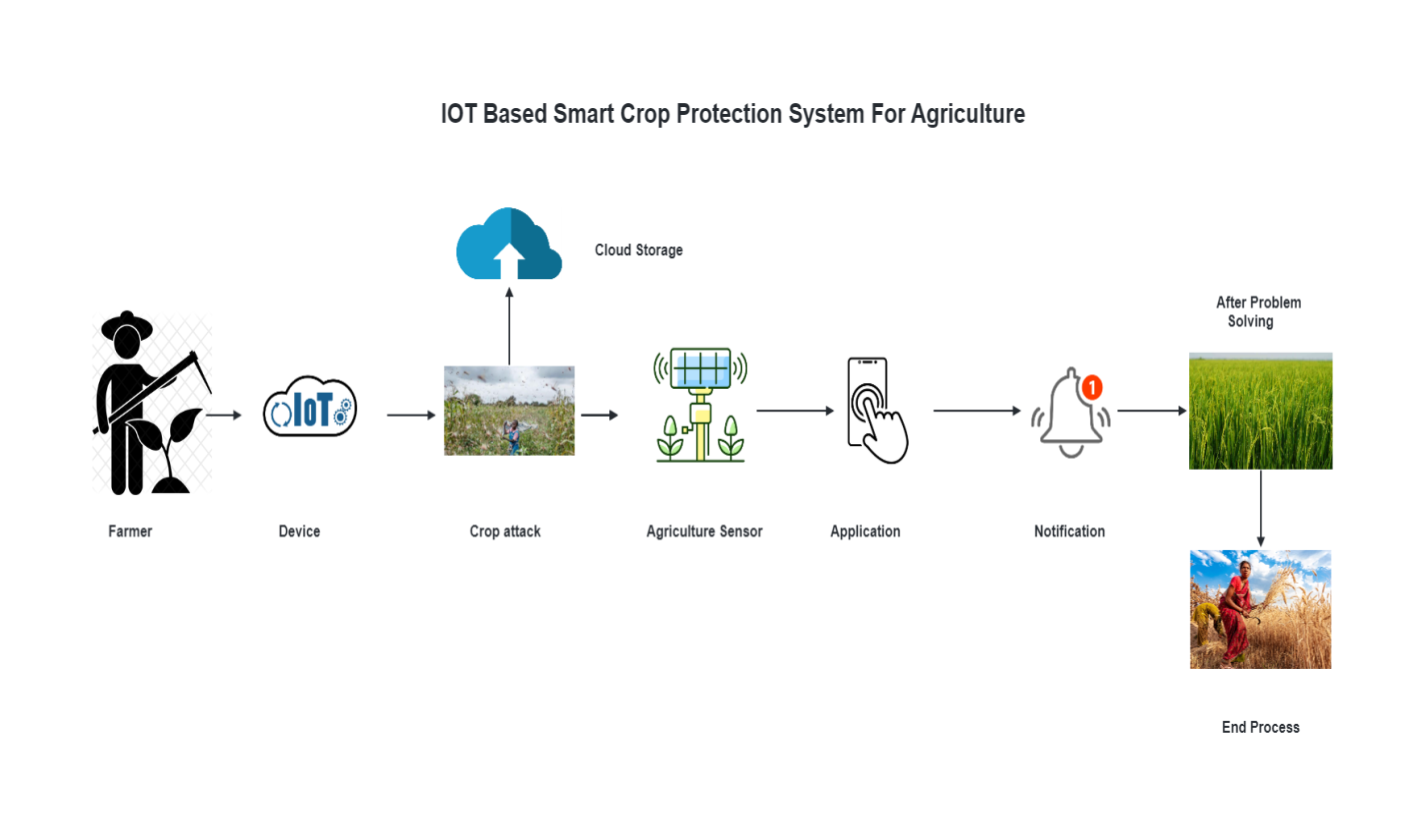 IOT Based Smart Crop Protection System For Agriculture
Cloud Storage
After Problem
Solving
IoT
1
Farmer
Device
Crop attack
Agriculture Sensor
Application
Notification
End Process